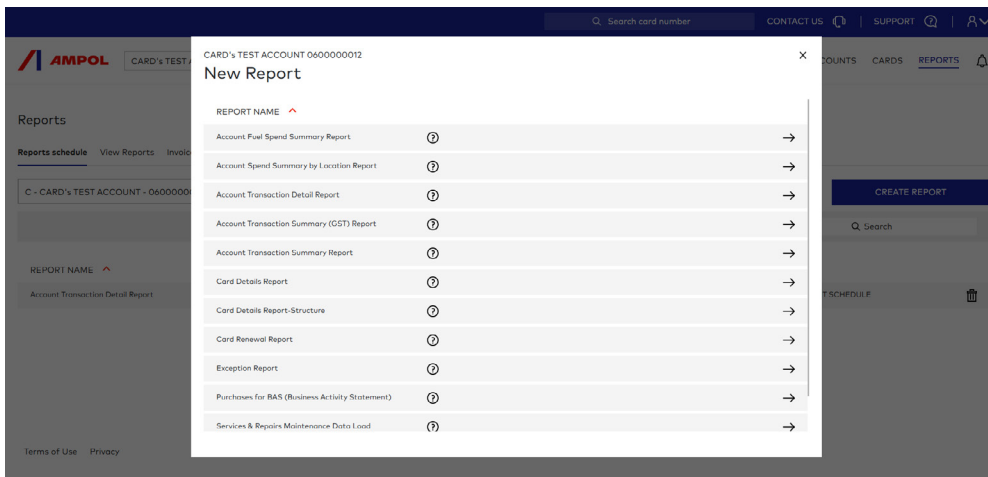 Search card number
CONTACT US
SUPPORT
AMPOL
CARD's TEST
COUNTS
CARDS
REPORTS
Reports
Reports schedule
View Reports
Invoic
C - CARD's TEST ACCOUNT - 06000000
CREATE REPORT
Search
REPORT NAME
Account Transaction Detail Report
T SCHEDULE
CARD's TEST ACCOUNT 0600000012
New Report
REPORT NAME
Account Fuel Spend Summary Report
Account Spend Summary by Location Report
Account Transaction Detail Report
Account Transaction Summary (GST) Report
Account Transaction Summary Report
Card Details Report
Card Details Report-Structure
Card Renewal Report
Exception Report
Purchases for BAS (Business Activity Statement)
Services & Repairs Maintenance Data Load
Terms of Use
Privacy